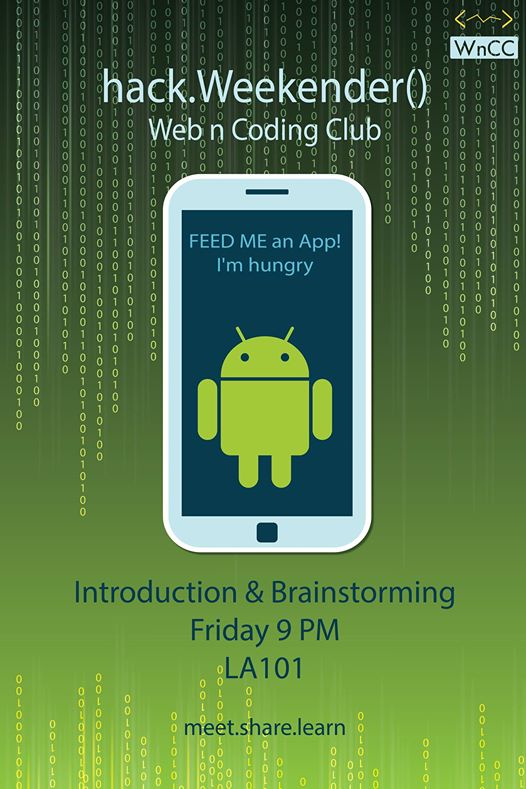 WnCC
hack.Weekender()
Web n Coding Club
FEED ME an App!
I'm hungry
Introduction & Brainstorming
Friday 9 PM
LA101
meet.share.learn